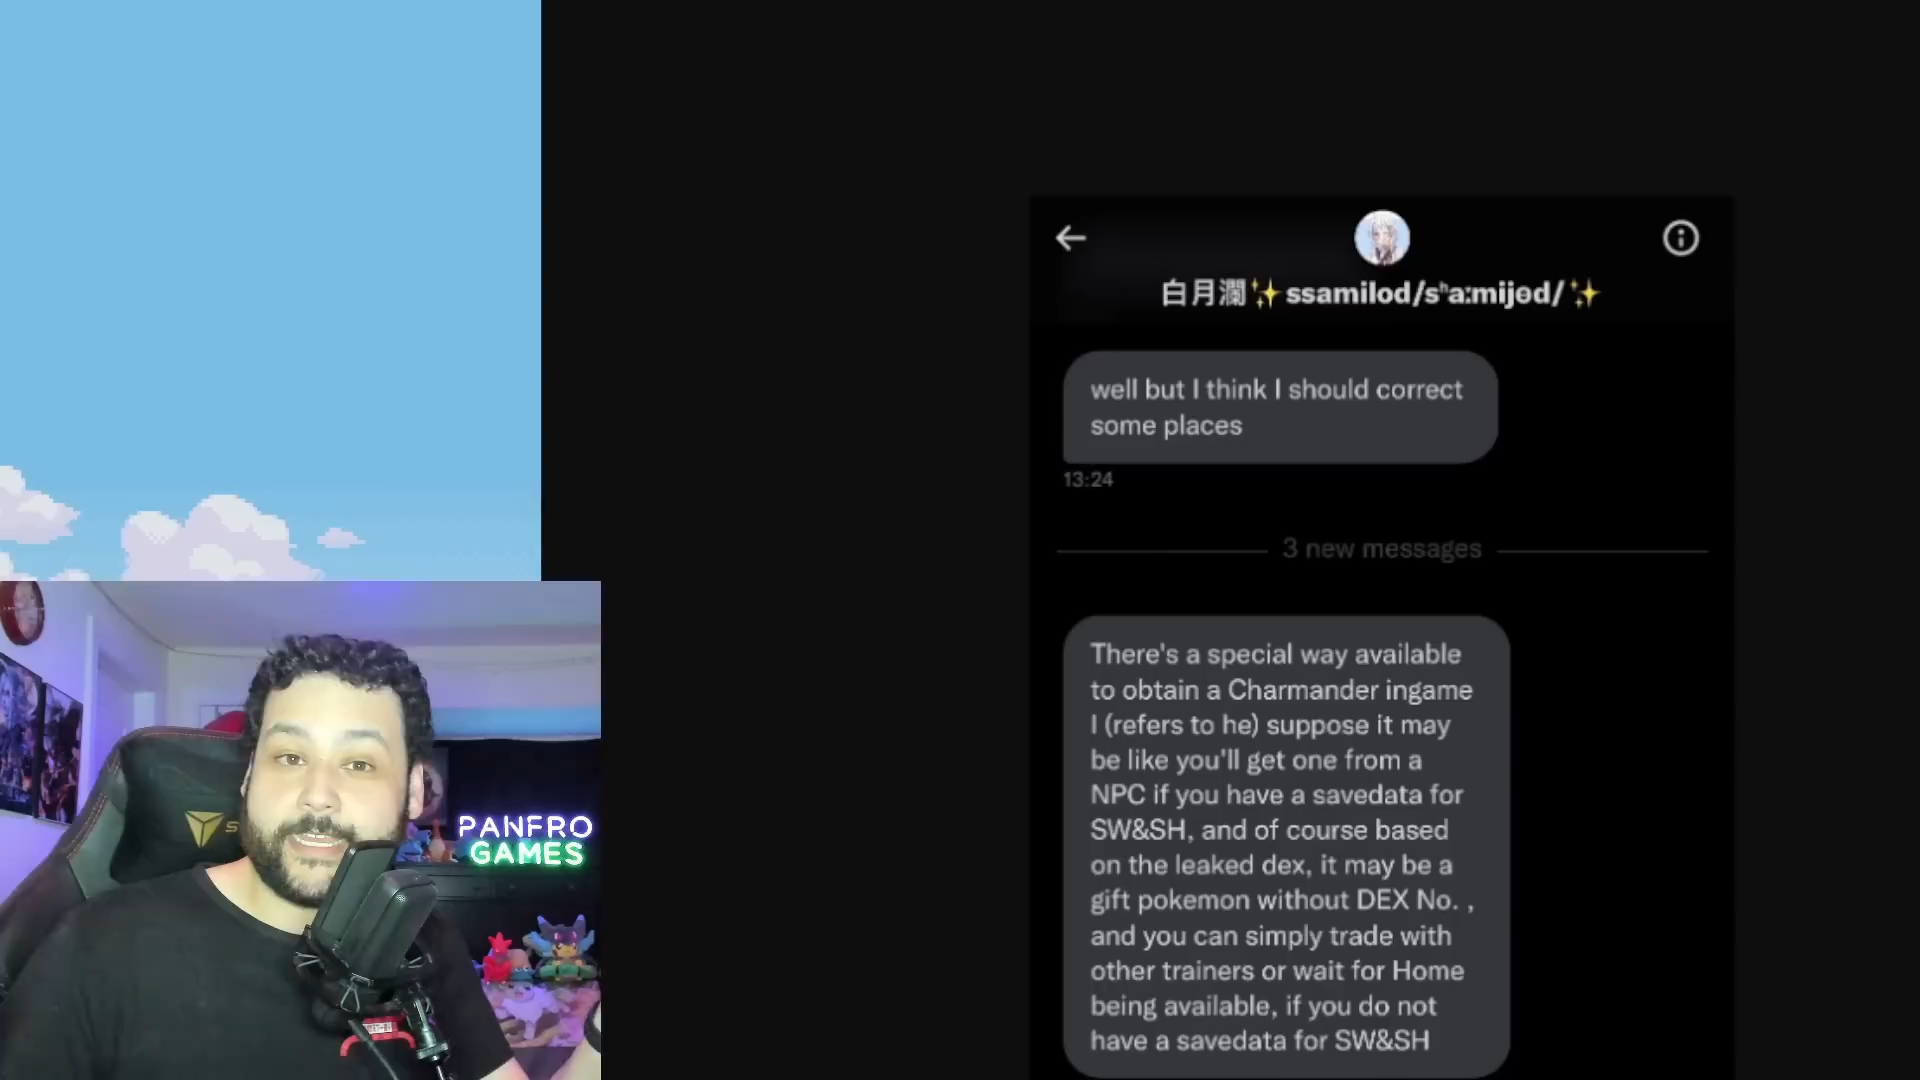 白月瀾✨ssamilod/sʰaːmijɵd/✨
well but I think I should correct
some places
13:24
3 new messages
There's a special way available
to obtain a Charmander ingame
I (refers to he) suppose it may
be like you'll get one from a
NPC if you have a savedata for
SW&SH, and of course based
on the leaked dex, it may be a
gift pokemon without DEX No. ,
and you can simply trade with
other trainers or wait for Home
being available, if you do not
have a savedata for SW&SH
PANFRO
GAMES